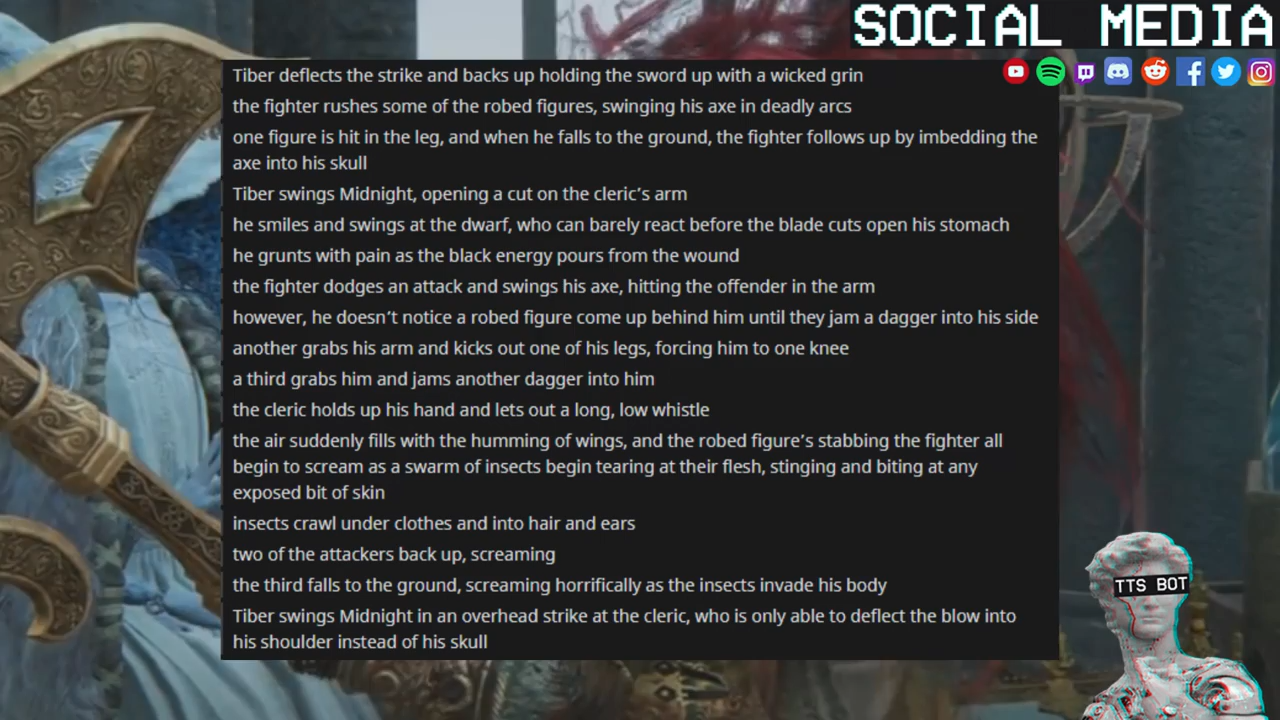 SOCIAL MEDIA
Tiber deflects the strike and backs up holding the sword up with a wicked grin
the fighter rushes some of the robed figures, swinging his axe in deadly arcs
one figure is hit in the leg, and when he falls to the ground, the fighter follows up by imbedding the
axe into his skull
Tiber swings Midnight, opening a cut on the cleric’s arm
he smiles and swings at the dwarf, who can barely react before the blade cuts open his stomach
he grunts with pain as the black energy pours from the wound
the fighter dodges an attack and swings his axe, hitting the offender in the arm
however, he doesn’t notice a robed figure come up behind him until they jam a dagger into his side
another grabs his arm and kicks out one of his legs, forcing him to one knee
a third grabs him and jams another dagger into him
the cleric holds up his hand and lets out a long, low whistle
the air suddenly fills with the humming of wings, and the robed figure’s stabbing the fighter all
begin to scream as a swarm of insects begin tearing at their flesh, stinging and biting at any
exposed bit of skin
insects crawl under clothes and into hair and ears
two of the attackers back up, screaming
the third falls to the ground, screaming horrifically as the insects invade his body
Tiber swings Midnight in an overhead strike at the cleric, who is only able to deflect the blow into
his shoulder instead of his skull
TTS BOT